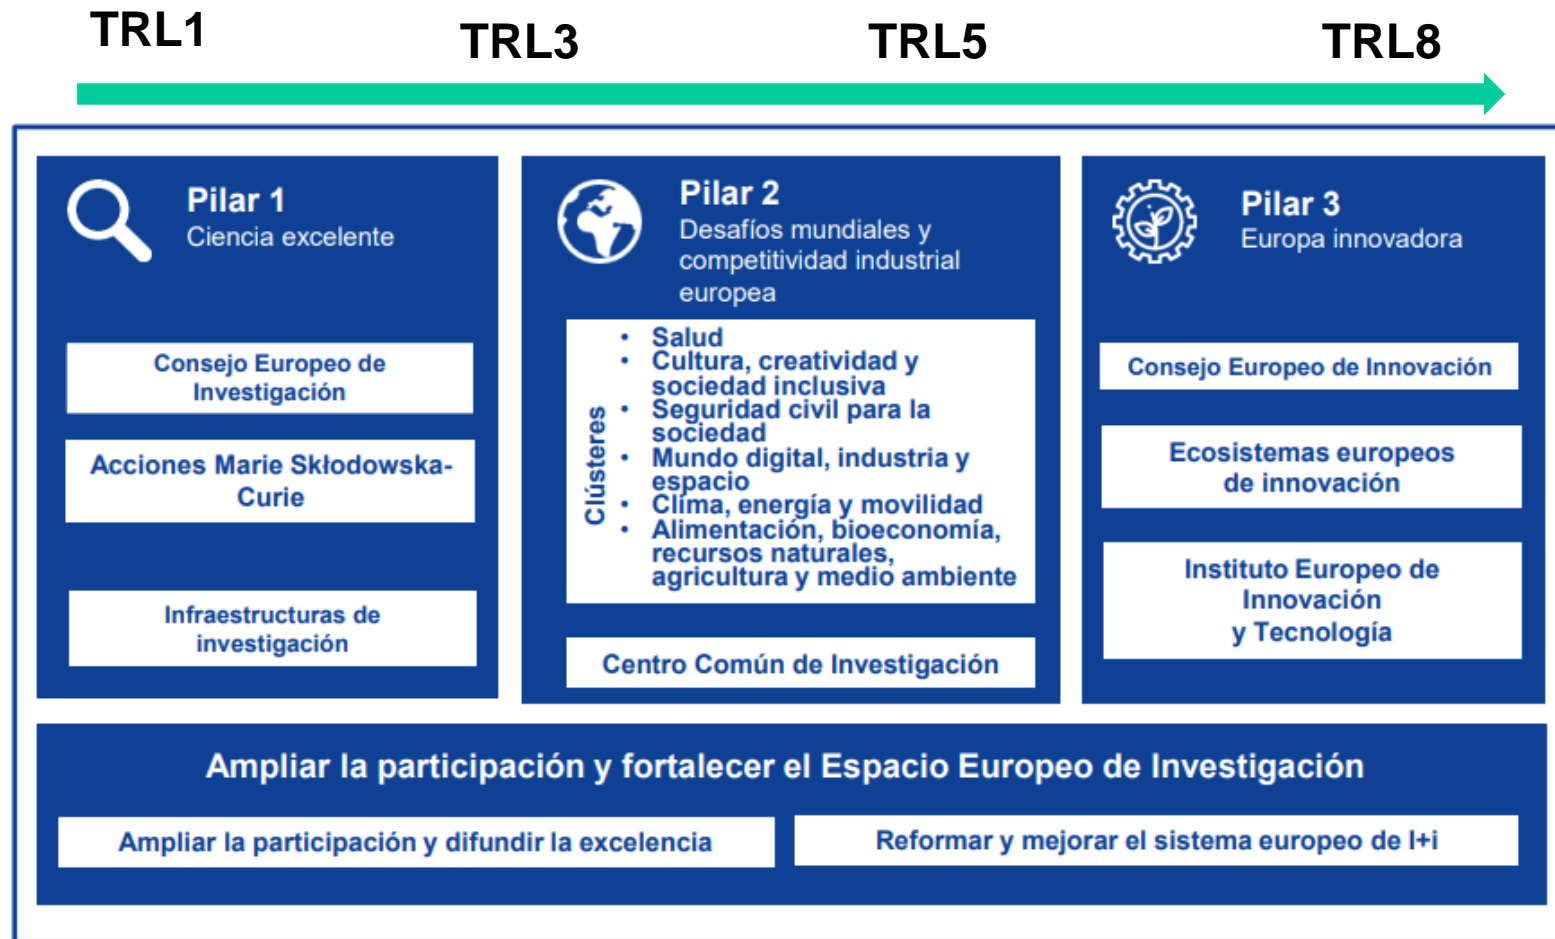 TRL1
TRL3
TRL5
TRL8
Pilar 1
Ciencia excelente
Consejo Europeo de
Investigación
Acciones Marie Skłodowska-
Curie
Infraestructuras de
investigación
Pilar 2
Desafíos mundiales y
competitividad industrial
europea
Clústeres
• Salud
• Cultura, creatividad y
sociedad inclusiva
• Seguridad civil para la
sociedad
• Mundo digital, industria y
espacio
• Clima, energía y movilidad
• Alimentación, bioeconomía,
recursos naturales,
agricultura y medio ambiente
Centro Común de Investigación
Pilar 3
Europa innovadora
Consejo Europeo de Innovación
Ecosistemas europeos
de innovación
Instituto Europeo de
Innovación
y Tecnología
Ampliar la participación y fortalecer el Espacio Europeo de Investigación
Ampliar la participación y difundir la excelencia
Reformar y mejorar el sistema europeo de I+i